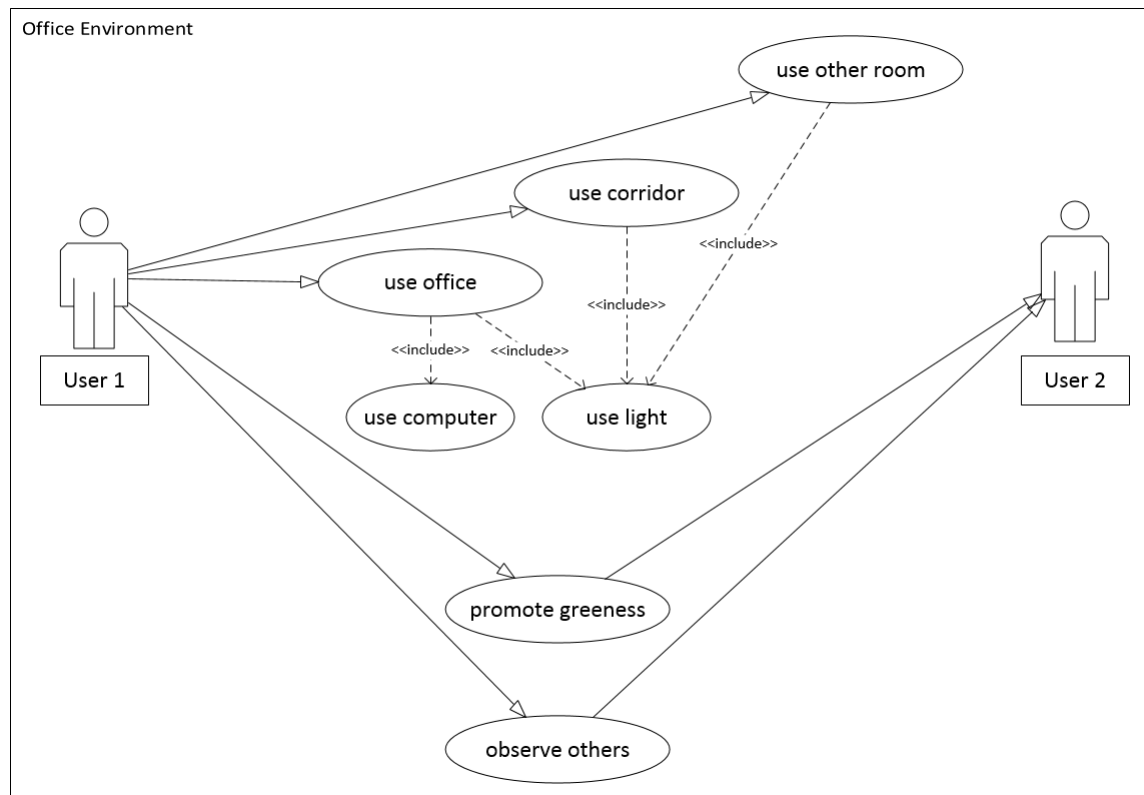 Office Environment
use other room
use corridor
<<include>>
use office
<<include>>
<<include>>
<<include>>
User 1
User 2
use computer
use light
promote greeness
observe others